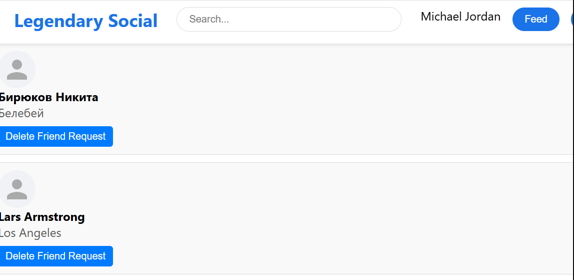 Legendary Social
Search...
Michael Jordan
Feed
Бирюков Никита
Белебей
Delete Friend Request
Lars Armstrong
Los Angeles
Delete Friend Request